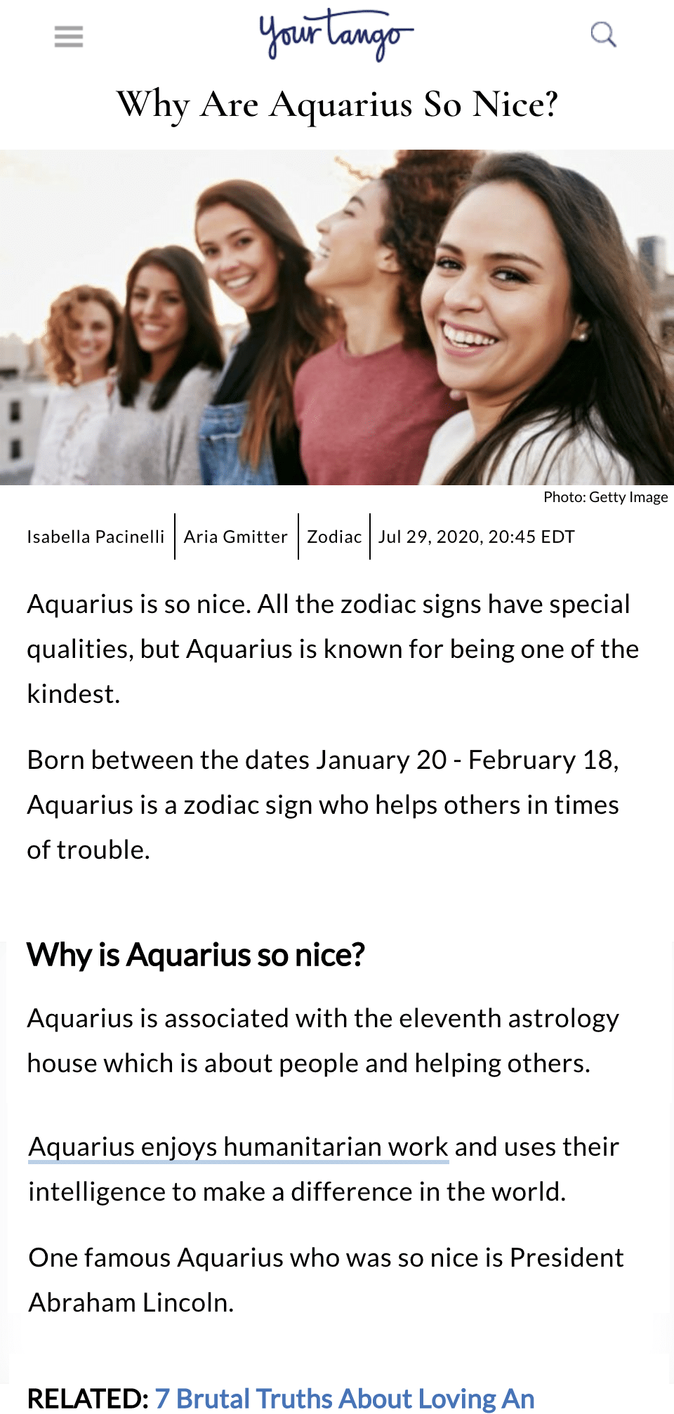 your tango
Why Are Aquarius So Nice?
Photo: Getty Image
Isabella Pacinelli | Aria Gmitter | Zodiac | Jul 29, 2020, 20:45 EDT
Aquarius is so nice. All the zodiac signs have special
qualities, but Aquarius is known for being one of the
kindest.
Born between the dates January 20 - February 18,
Aquarius is a zodiac sign who helps others in times
of trouble.
Why is Aquarius so nice?
Aquarius is associated with the eleventh astrology
house which is about people and helping others.
Aquarius enjoys humanitarian work and uses their
intelligence to make a difference in the world.
One famous Aquarius who was so nice is President
Abraham Lincoln.
RELATED: 7 Brutal Truths About Loving An